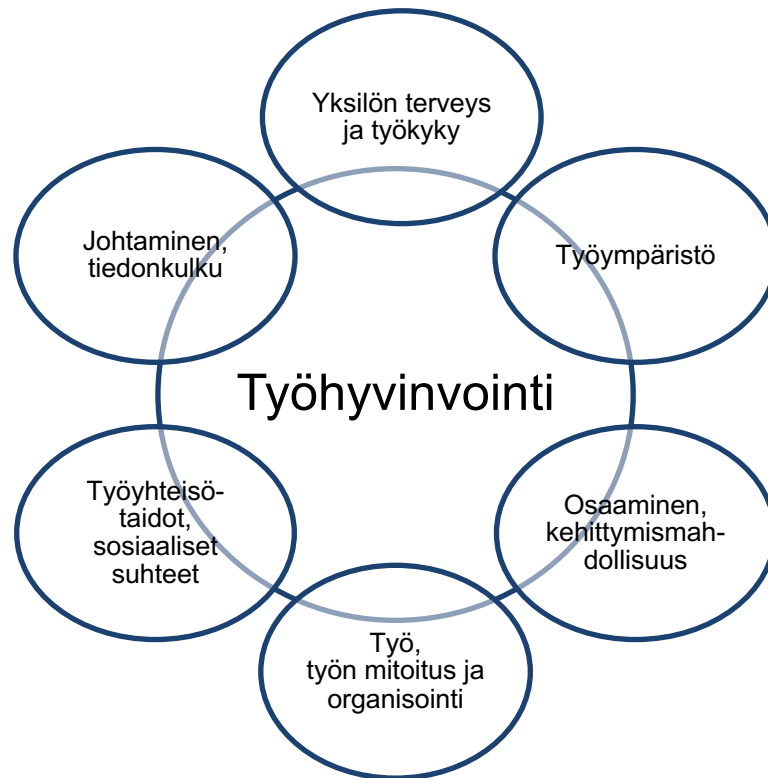 Yksilön terveys
ja työkyky
Johtaminen,
tiedonkulku
Työympäristö
Työhyvinvointi
Työyhteisö-
taidot,
sosiaaliset
suhteet
Osaaminen,
kehittymismah-
dollisuus
Työ,
työn mitoitus ja
organisointi